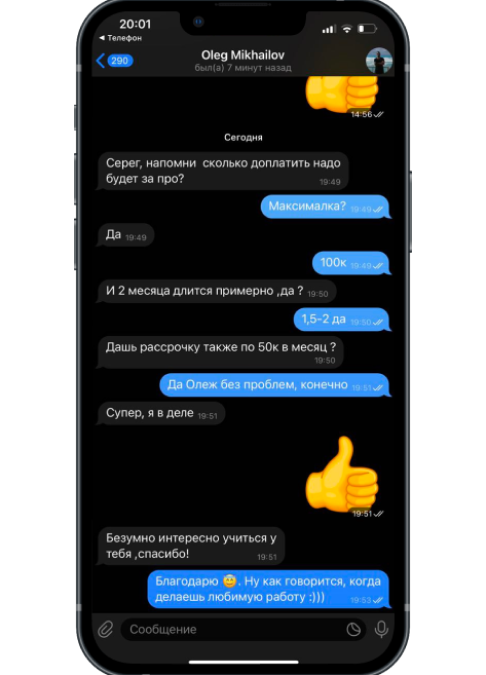 20:01
◄ Телефон
290
Oleg Mikhailov
был(а) 7 минут назад
14:56
Сегодня
Серег, напомни сколько доплатить надо
будет за про?
19:49
Максималка? 19:49
Да 19:49
100к 19:49
И 2 месяца длится примерно ,да ? 19:50
1,5-2 да 19:50
Дашь рассрочку также по 50к в месяц ?
19:50
Да Олеж без проблем, конечно 19:51
Супер, я в деле 19:51
19:51
Безумно интересно учиться у
тебя ,спасибо! 19:51
Благодарю 😃. Ну как говорится, когда
делаешь любимую работу :))) 19:53
Сообщение